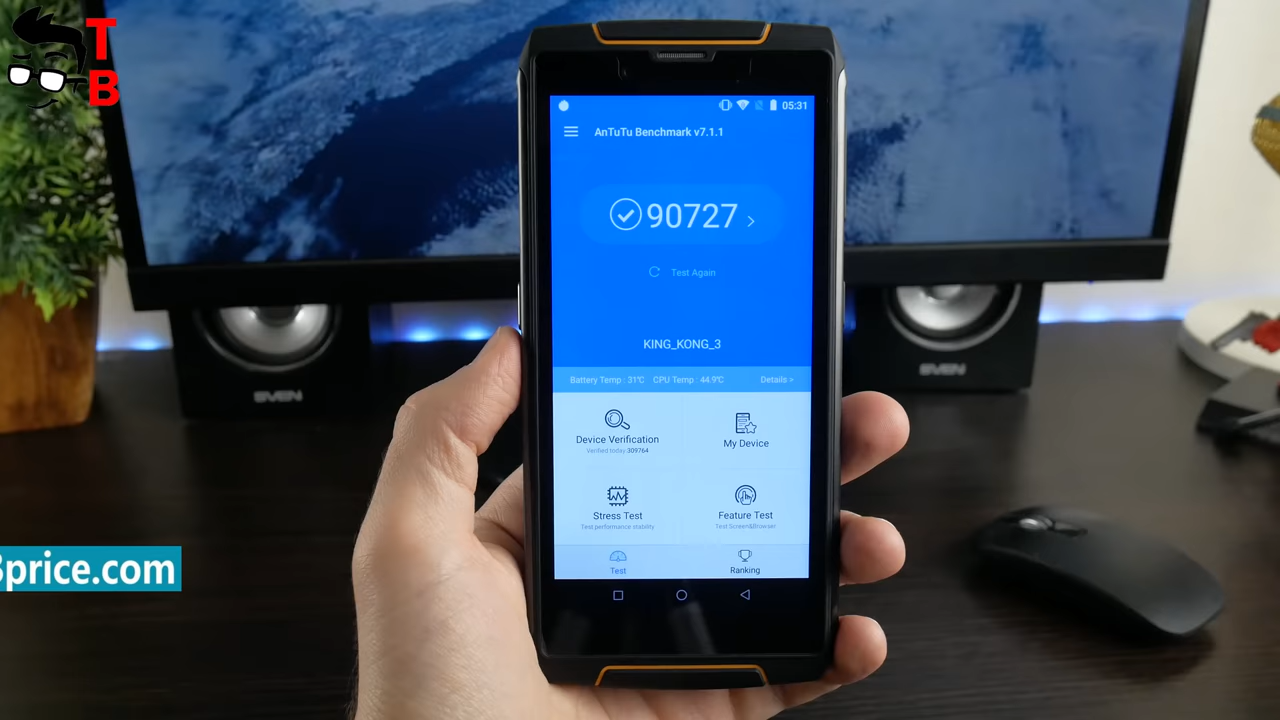 T
B
05:31
AnTuTu Benchmark v7.1.1
90727 >
Test Again
KING_KONG_3
Battery Temp : 31℃ CPU Temp : 44.9℃ Details >
Device Verification
Verified today:309764
My Device
Stress Test
Test performance stability
Feature Test
Test Screen&Browser
Test
Ranking
SVEN
SVEN
price.com